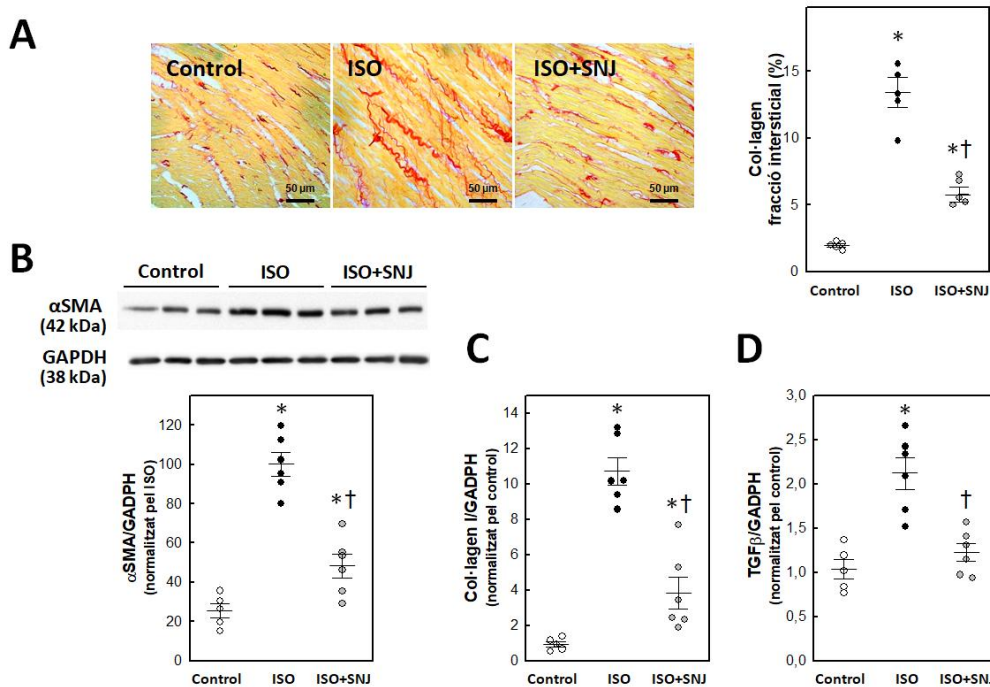 A
Control
ISO
ISO+SNJ
50 µm
50 µm
50 µm
Col·lagen
fracció intersticial (%)
15
10
5
0
*
*†
Control
ISO
ISO+SNJ
B
Control
ISO
ISO+SNJ
αSMA
(42 kDa)
GAPDH
(38 kDa)
αSMA/GADPH
(normalitzat pel ISO)
120
100
80
60
40
20
0
*
*†
Control
ISO
ISO+SNJ
C
Col·lagen I/GADPH
(normalitzat pel control)
14
12
10
8
6
4
2
0
*
*†
Control
ISO
ISO+SNJ
D
TGFβ/GADPH
(normalitzat pel control)
3,0
2,5
2,0
1,5
1,0
0,5
0,0
*
†
Control
ISO
ISO+SNJ